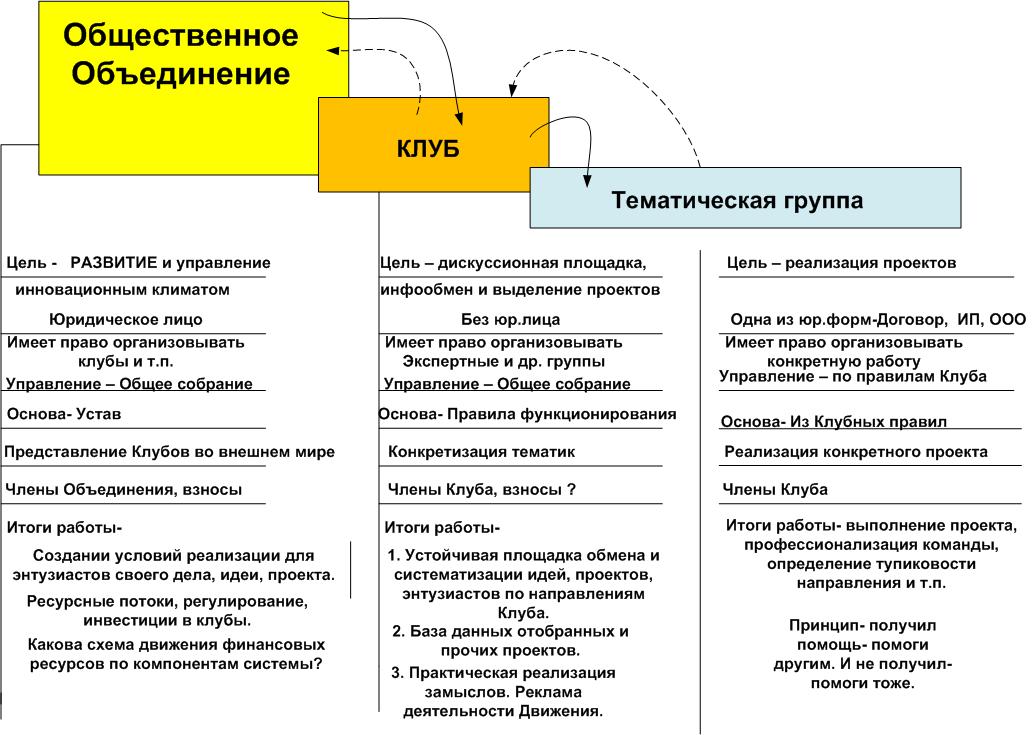 Общественное
Объединение
КЛУБ
Тематическая группа
Цель - РАЗВИТИЕ и управление
инновационным климатом
Юридическое лицо
Имеет право организовывать
клубы и т.п.
Управление – Общее собрание
Основа- Устав
Представление Клубов во внешнем мире
Члены Объединения, взносы
Итоги работы-
Создании условий реализации для
энтузиастов своего дела, идеи, проекта.
Ресурсные потоки, регулирование,
инвестиции в клубы.
Какова схема движения финансовых
ресурсов по компонентам системы?
Цель – дискуссионная площадка,
инфообмен и выделение проектов
Без юр.лица
Имеет право организовывать
Экспертные и др. группы
Управление – Общее собрание
Основа- Правила функционирования
Конкретизация тематик
Члены Клуба, взносы ?
Итоги работы-
1. Устойчивая площадка обмена и
систематизации идей, проектов,
энтузиастов по направлениям
Клуба.
2. База данных отобранных и
прочих проектов.
3. Практическая реализация
замыслов. Реклама
деятельности Движения.
Цель – реализация проектов
Одна из юр.форм-Договор, ИП, ООО
Имеет право организовывать
конкретную работу
Управление – по правилам Клуба
Основа- Из Клубных правил
Реализация конкретного проекта
Члены Клуба
Итоги работы- выполнение проекта,
профессионализация команды,
определение тупиковости
направления и т.п.
Принцип- получил
помощь- помоги
другим. И не получил-
помоги тоже.